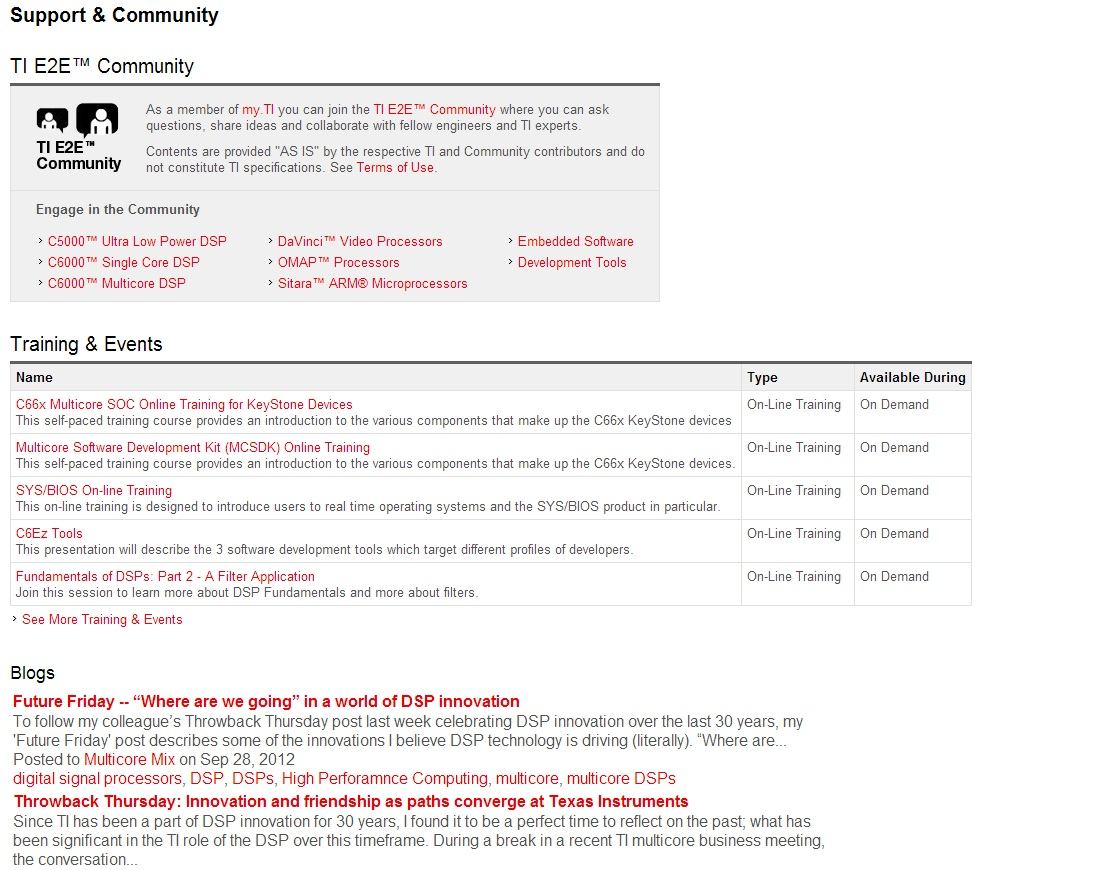 Support & Community
TI E2E™ Community
As a member of my.TI you can join the TI E2E™ Community where you can ask
questions, share ideas and collaborate with fellow engineers and TI experts.
TI E2E™
Community
Contents are provided "AS IS" by the respective TI and Community contributors and do
not constitute TI specifications. See Terms of Use.
Engage in the Community
› C5000™ Ultra Low Power DSP › DaVinci™ Video Processors › Embedded Software
› C6000™ Single Core DSP › OMAP™ Processors › Development Tools
› C6000™ Multicore DSP › Sitara™ ARM® Microprocessors
Training & Events
Name Type Available During
C66x Multicore SOC Online Training for KeyStone Devices On-Line Training On Demand
This self-paced training course provides an introduction to the various components that make up the C66x KeyStone devices
Multicore Software Development Kit (MCSDK) Online Training On-Line Training On Demand
This self-paced training course provides an introduction to the various components that make up the C66x KeyStone devices.
SYS/BIOS On-line Training On-Line Training On Demand
This on-line training is designed to introduce users to real time operating systems and the SYS/BIOS product in particular.
C6Ez Tools On-Line Training On Demand
This presentation will describe the 3 software development tools which target different profiles of developers.
Fundamentals of DSPs: Part 2 - A Filter Application On-Line Training On Demand
Join this session to learn more about DSP Fundamentals and more about filters.
› See More Training & Events
Blogs
Future Friday -- “Where are we going” in a world of DSP innovation
To follow my colleague’s Throwback Thursday post last week celebrating DSP innovation over the last 30 years, my
'Future Friday' post describes some of the innovations I believe DSP technology is driving (literally). “Where are...
Posted to Multicore Mix on Sep 28, 2012
digital signal processors, DSP, DSPs, High Perforamnce Computing, multicore, multicore DSPs
Throwback Thursday: Innovation and friendship as paths converge at Texas Instruments
Since TI has been a part of DSP innovation for 30 years, I found it to be a perfect time to reflect on the past; what has
been significant in the TI role of the DSP over this timeframe. During a break in a recent TI multicore business meeting,
the conversation...